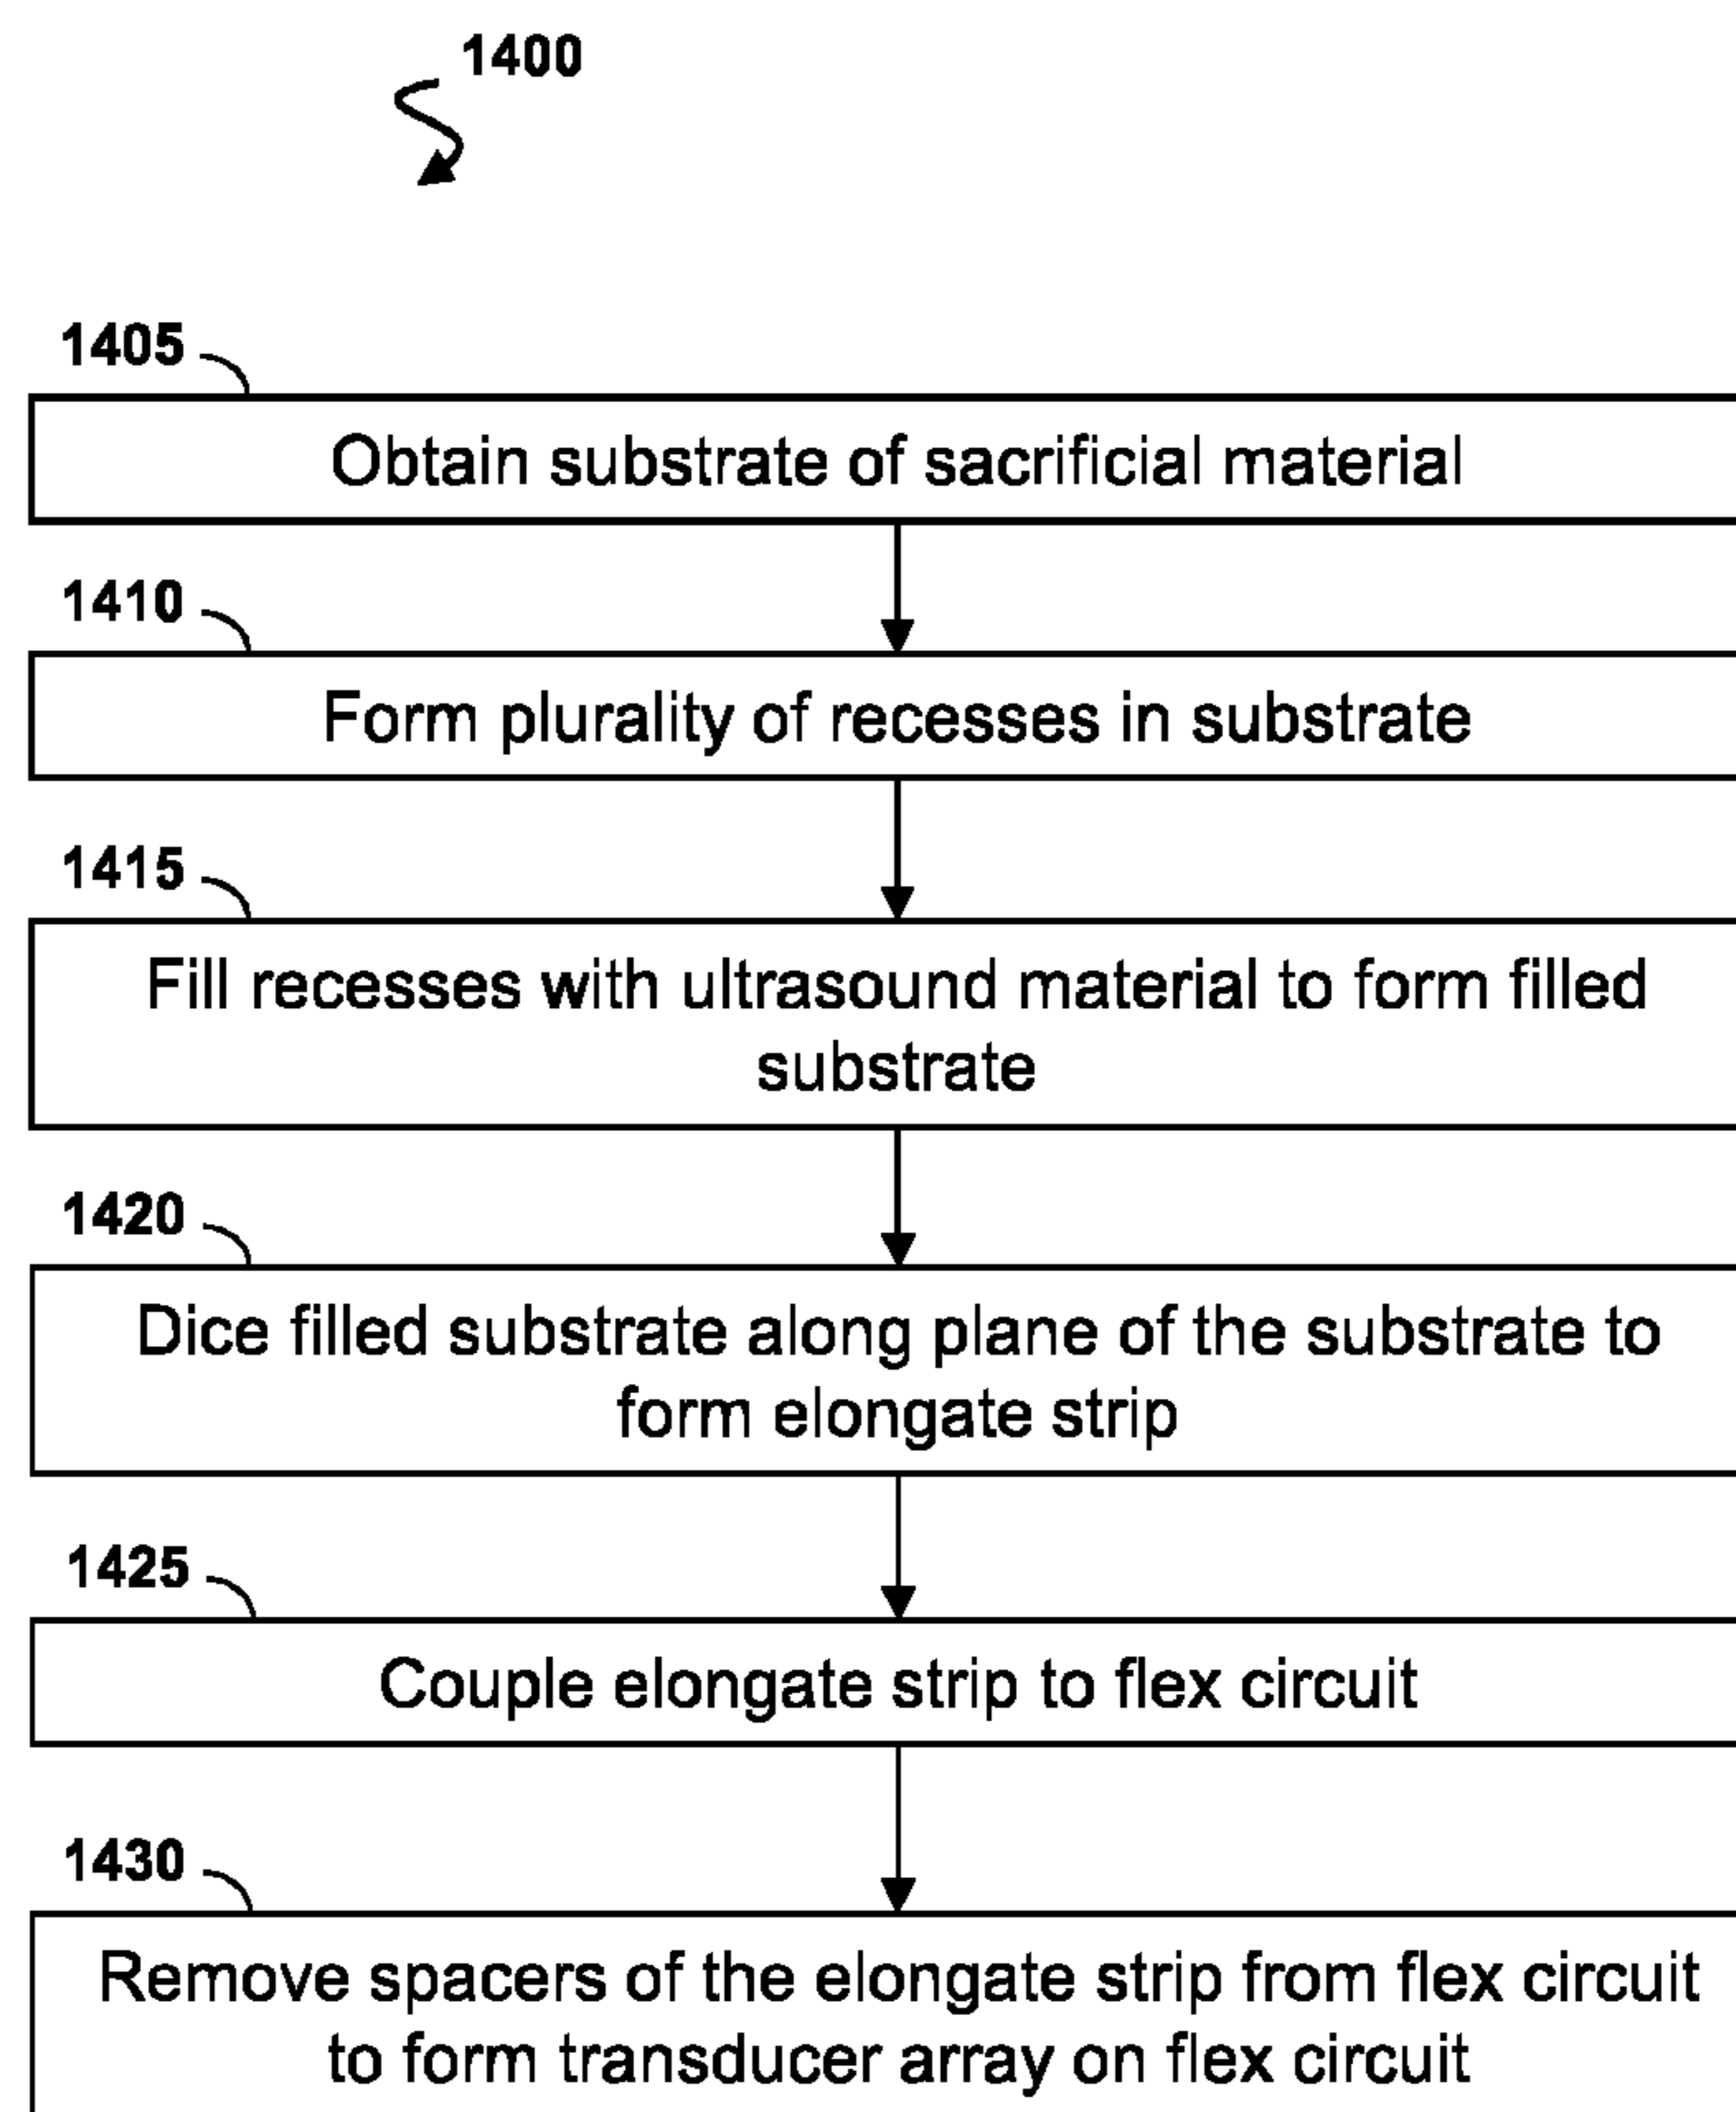 1400
1405
Obtain substrate of sacrificial material
1410
Form plurality of recesses in substrate
1415
Fill recesses with ultrasound material to form filled
substrate
1420
Dice filled substrate along plane of the substrate to
form elongate strip
1425
Couple elongate strip to flex circuit
1430
Remove spacers of the elongate strip from flex circuit
to form transducer array on flex circuit